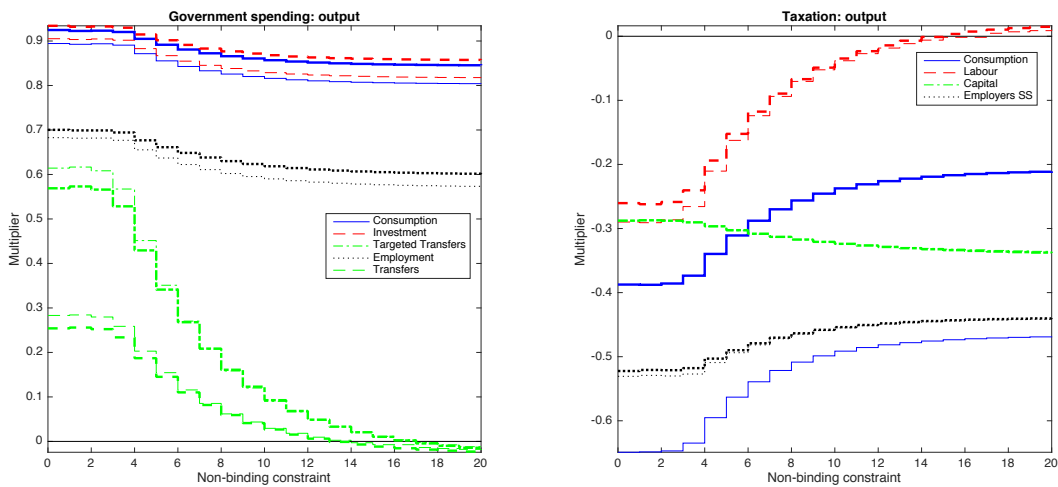 Government spending: output
0.9
0.8
0.7
0.6
0.5
0.4
0.3
0.2
0.1
0
Multiplier
Consumption
Investment
Targeted Transfers
Employment
Transfers
0 2 4 6 8 10 12 14 16 18 20
Non-binding constraint
Taxation: output
0
-0.1
-0.2
-0.3
-0.4
-0.5
-0.6
Multiplier
Consumption
Labour
Capital
Employers SS
0 2 4 6 8 10 12 14 16 18 20
Non-binding constraint